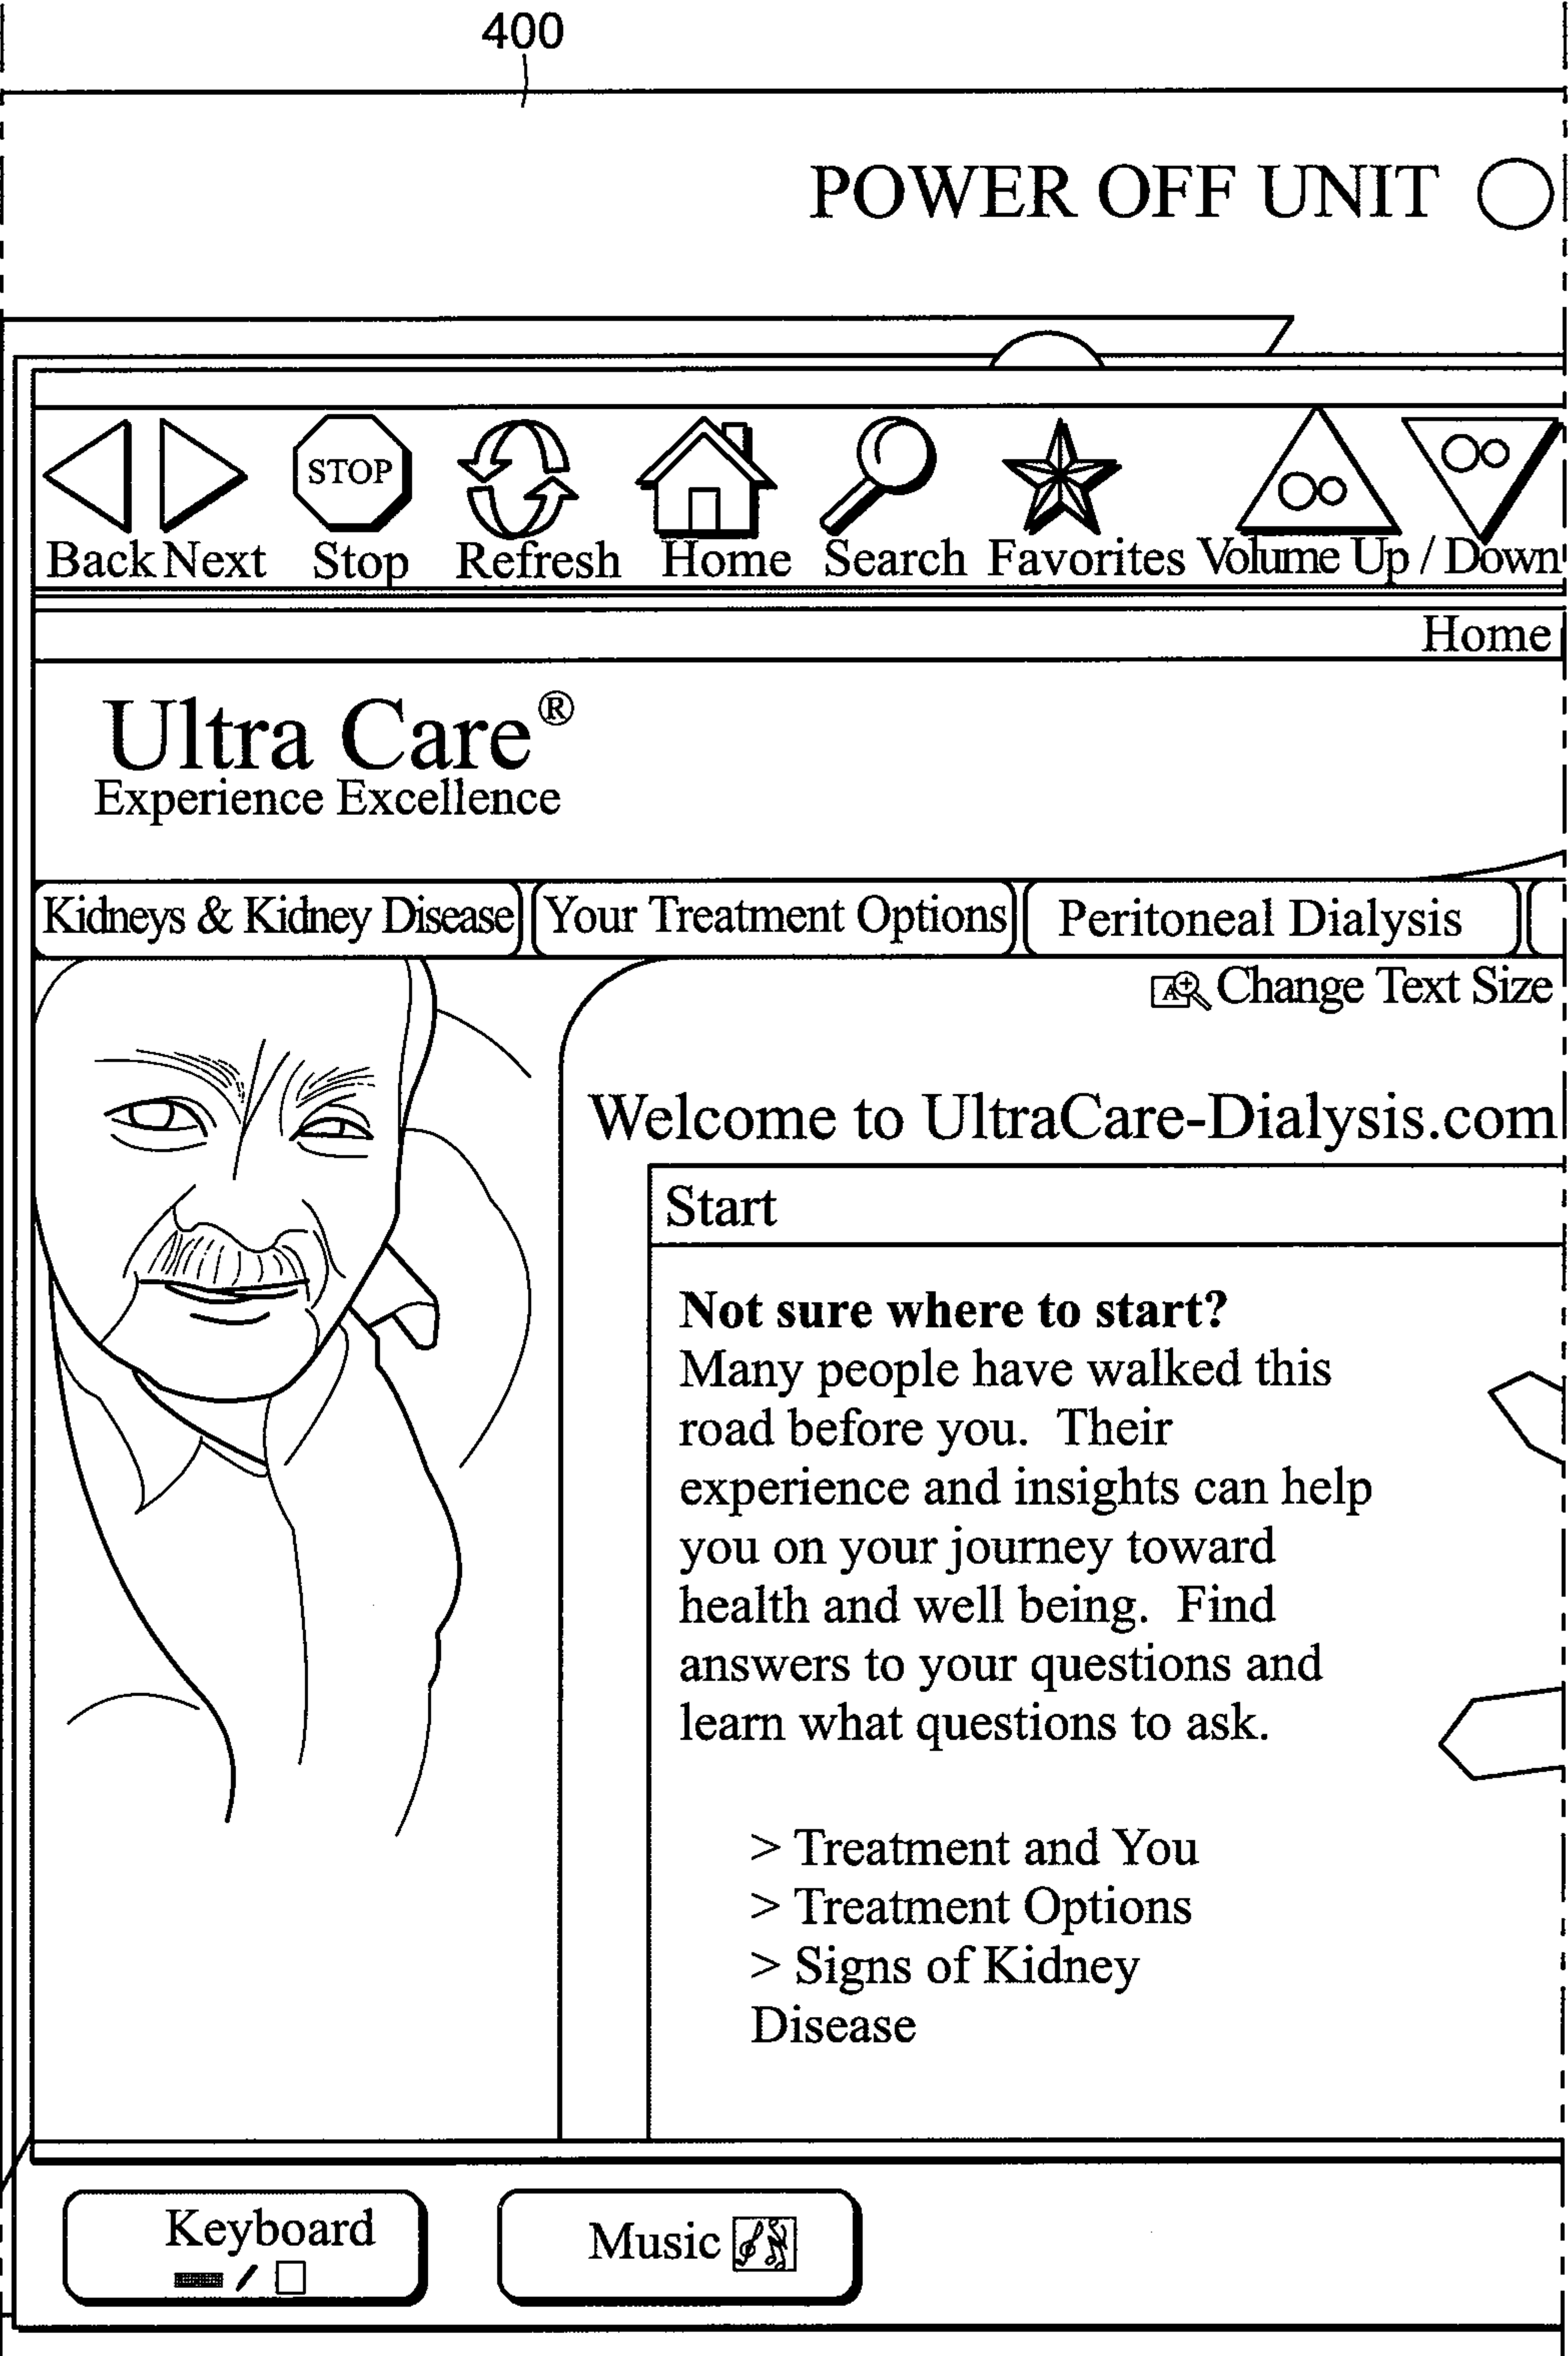 400
POWER OFF UNIT
STOP
Back Next Stop Refresh Home Search Favorites Volume Up / Down
Home
Ultra Care®
Experience Excellence
Kidneys & Kidney Disease Your Treatment Options Peritoneal Dialysis
A Change Text Size
Welcome to UltraCare-Dialysis.com
Start
Not sure where to start?
Many people have walked this
road before you. Their
experience and insights can help
you on your journey toward
health and well being. Find
answers to your questions and
learn what questions to ask.
> Treatment and You
> Treatment Options
> Signs of Kidney
Disease
Keyboard Music